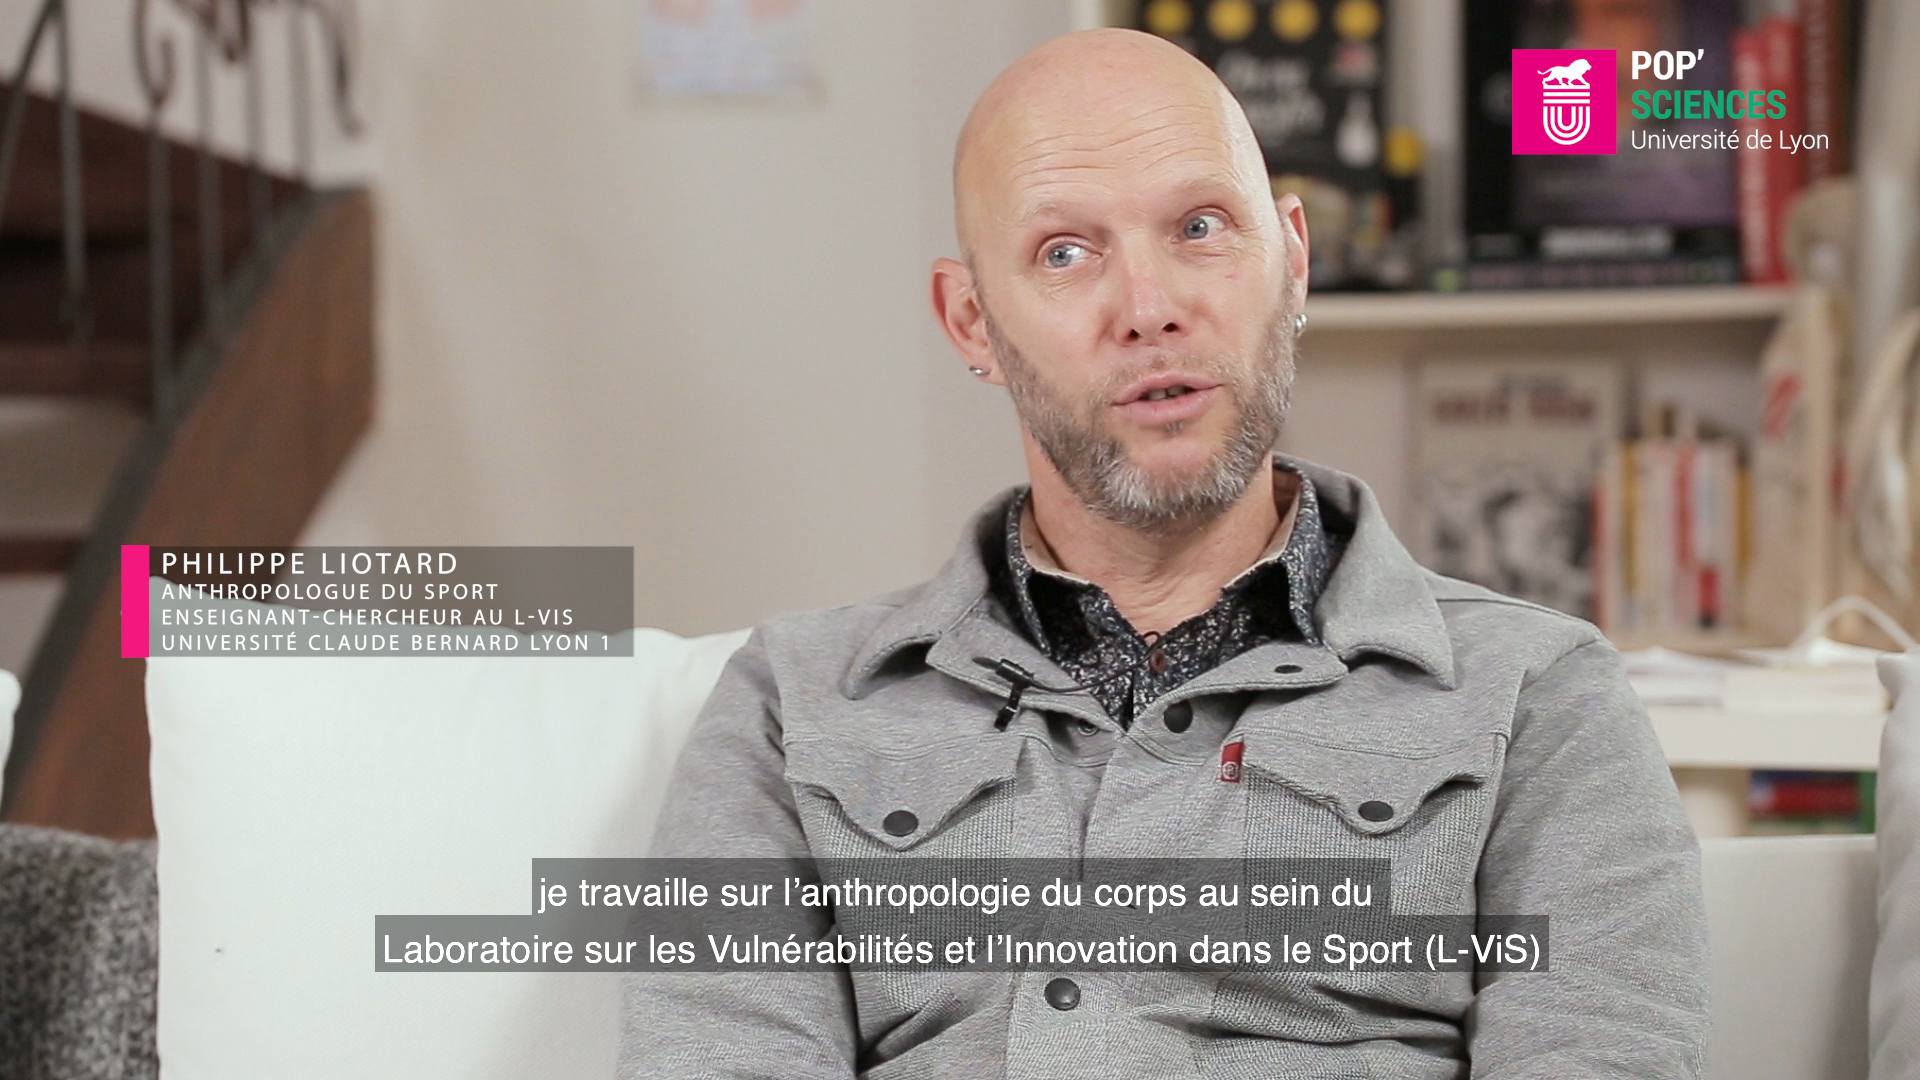 POP'
SCIENCES
Université de Lyon
PHILIPPE LIOTARD
ANTHROPOLOGUE DU SPORT
ENSEIGNANT-CHERCHEUR AU L-VIS
UNIVERSITÉ CLAUDE BERNARD LYON 1
je travaille sur l’anthropologie du corps au sein du
Laboratoire sur les Vulnérabilités et l’Innovation dans le Sport (L-ViS)